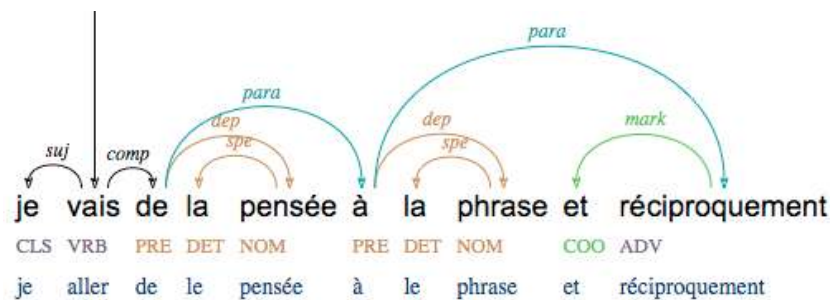 para
para
dep
dep
mark
spe
spe
suj
comp
je vais de la pensée à la phrase et réciproquement
CLS VRB PRE DET NOM PRE DET NOM COO ADV
je aller de le pensée à le phrase et réciproquement